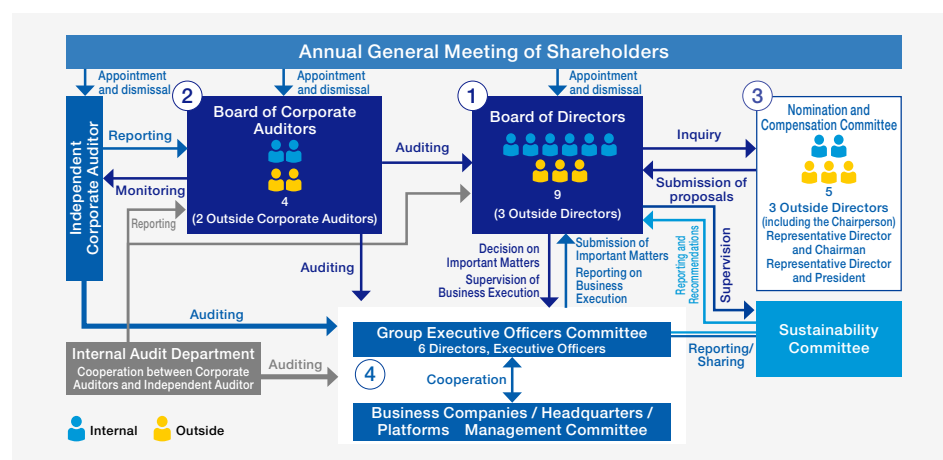 Annual General Meeting of Shareholders
Appointment
and dismissal
Appointment
and dismissal
Appointment
and dismissal
Independent
Corporate Auditor
2
Board of Corporate
Auditors
4
(2 Outside Corporate Auditors)
1
Board of Directors
9
(3 Outside Directors)
3
Nomination and
Compensation Committee
5
3 Outside Directors
(including the Chairperson)
Representative Director
and Chairman
Representative Director
and President
Reporting
Monitoring
Reporting
Auditing
Inquiry
Submission of
proposals
Auditing
Decision on
Important Matters
Supervision of
Business Execution
Submission of
Important Matters
Reporting on
Business
Execution
Reporting and
Recommendations
Supervision
Auditing
Group Executive Officers Committee
6 Directors, Executive Officers
Sustainability
Committee
Reporting/
Sharing
Internal Audit Department
Cooperation between Corporate
Auditors and Independent Auditor
Auditing
4
Cooperation
Business Companies / Headquarters /
Platforms Management Committee
Internal
Outside